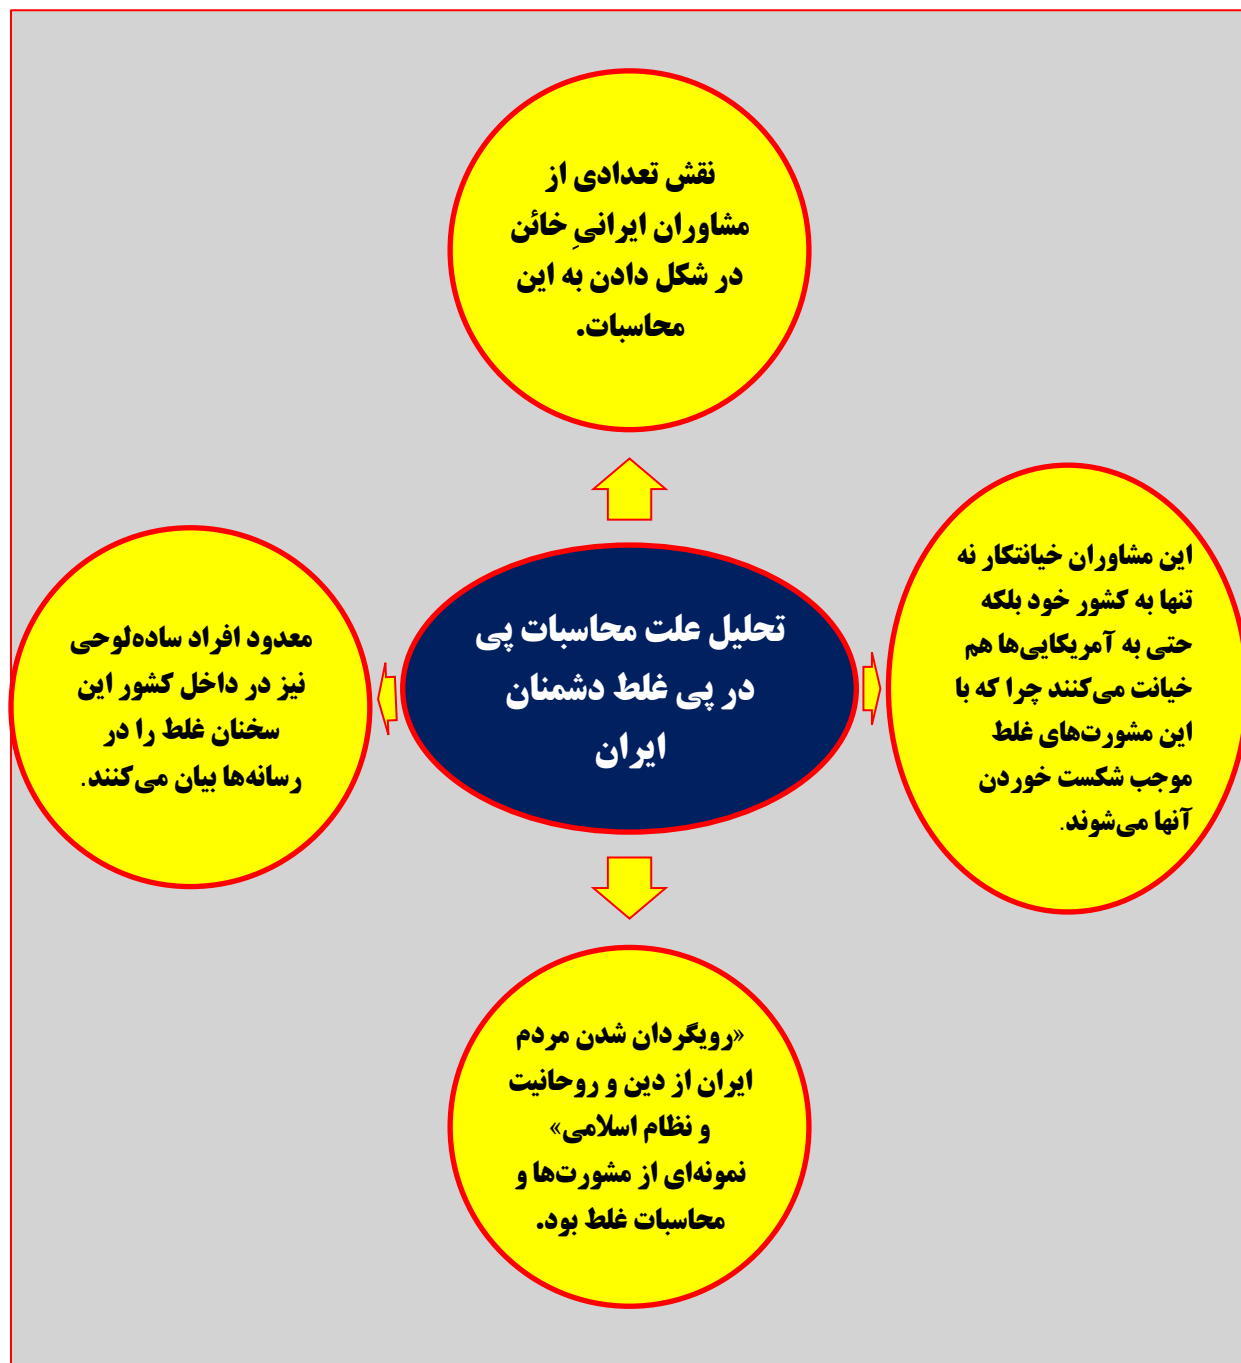 نقش تعدادی از
مشاوران ایرانیِ خائن
در شکل دادن به این
محاسبات.
این مشاوران خیانتکار نه
تنها به کشور خود بلکه
حتی به آمریکایی‌ها هم
خیانت می‌کنند چرا که با
این مشورت‌های غلط
موجب شکست خوردن
آنها می‌شوند.
تحلیل علت محاسبات پی
در پی غلط دشمنان
ایران
معدود افراد ساده‌لوحی
نیز در داخل کشور این
سخنان غلط را در
رسانه‌ها بیان می‌کنند.
«رویگردان شدن مردم
ایران از دین و روحانیت
و نظام اسلامی»
نمونه‌ای از مشورت‌ها و
محاسبات غلط بود.